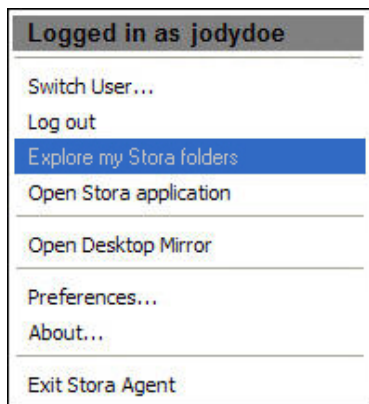 Logged in as jodydoe
Switch User...
Log out
Explore my Stora folders
Open Stora application
Open Desktop Mirror
Preferences...
About...
Exit Stora Agent